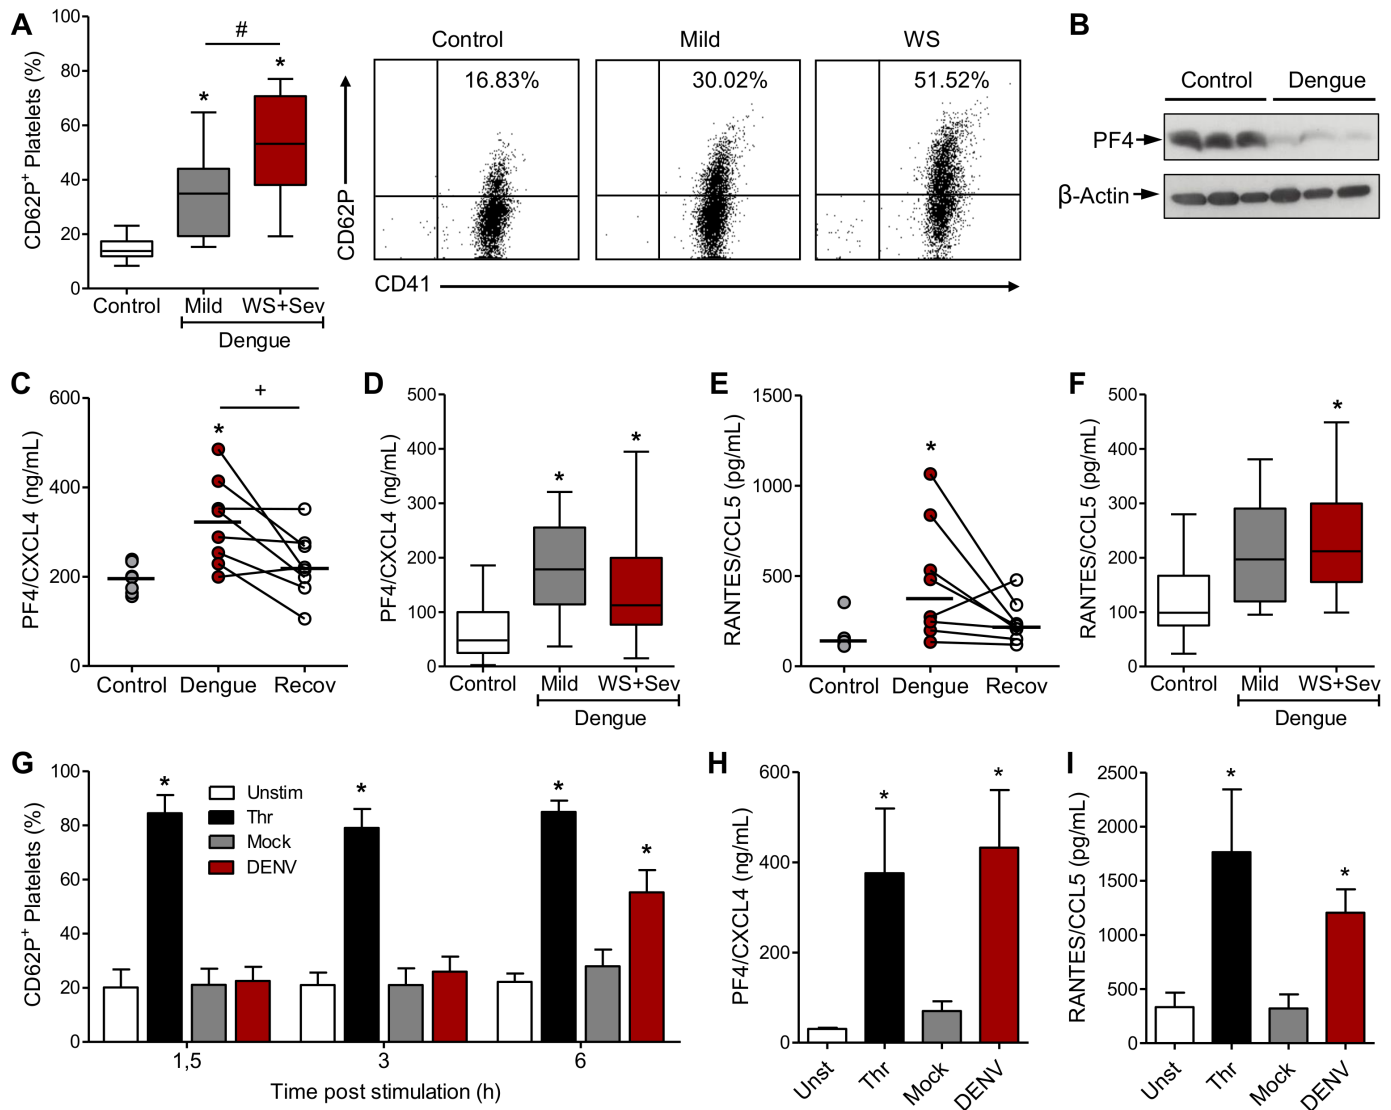 A
CD62P+ Platelets (%)
100
80
60
40
20
0
#
*
*
Control
Mild
WS+Sev
Dengue
Control
Mild
WS
16.83%
30.02%
51.52%
CD62P
CD41
B
Control
Dengue
PF4
β-Actin
C
PF4/CXCL4 (ng/mL)
600
400
200
0
+
*
Control
Dengue
Recov
D
PF4/CXCL4 (ng/mL)
500
400
300
200
100
0
*
*
Control
Mild
WS+Sev
Dengue
E
RANTES/CCL5 (pg/mL)
1500
1000
500
0
*
Control
Dengue
Recov
F
RANTES/CCL5 (pg/mL)
500
400
300
200
100
0
*
Control
Mild
WS+Sev
Dengue
G
CD62P+ Platelets (%)
100
80
60
40
20
0
*
*
*
*
Unstim
Thr
Mock
DENV
1,5
3
6
Time post stimulation (h)
H
PF4/CXCL4 (ng/mL)
600
400
200
0
*
*
Unst
Thr
Mock
DENV
I
RANTES/CCL5 (pg/mL)
2500
2000
1500
1000
500
0
*
*
Unst
Thr
Mock
DENV